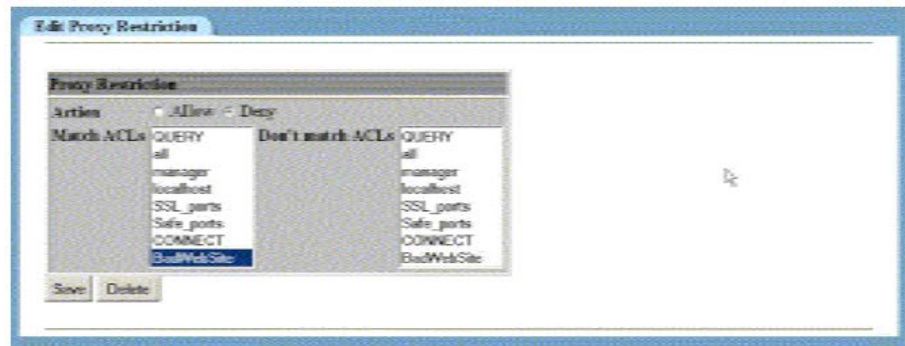 Edit Proxy Restriction
Proxy Restriction
Action Allow Deny
Match ACLs QUERY Don't match ACLs QUERY
all all
manager manager
localhost localhost
SSL_ports SSL_ports
Safe_ports Safe_ports
CONNECT CONNECT
BadWebSite BadWebSite
Save Delete